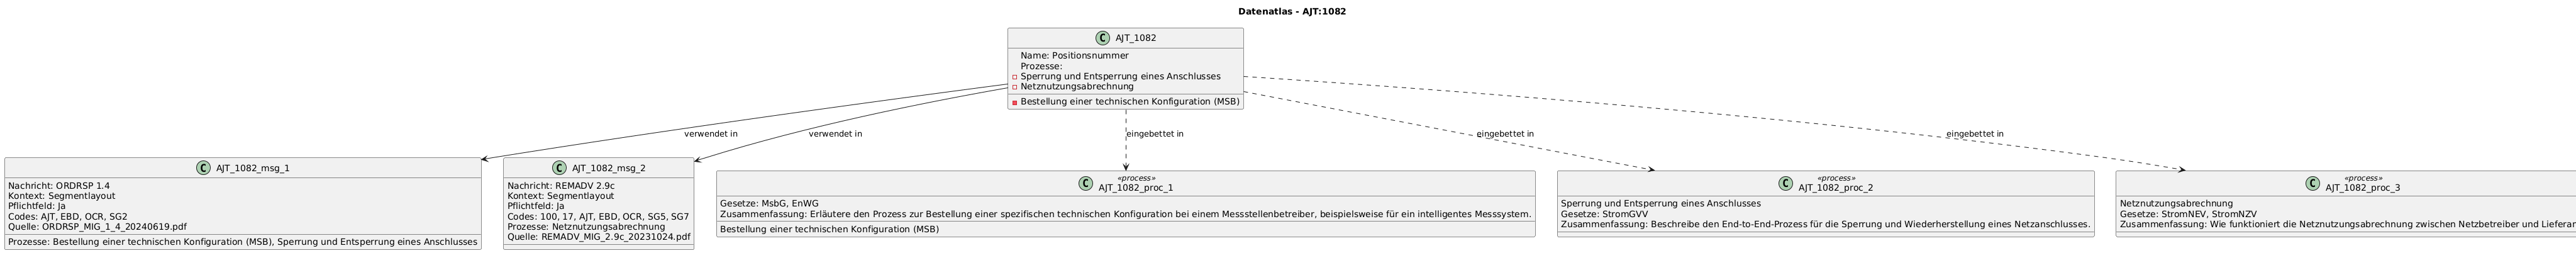 Datenatlas - AJT:1082
C AJT_1082
Name: Positionsnummer
Prozesse:
Sperrung und Entsperrung eines Anschlusses
Netznutzungsabrechnung
Bestellung einer technischen Konfiguration (MSB)
verwendet in
verwendet in
eingebettet in
eingebettet in
eingebettet in
C AJT_1082_msg_1
Nachricht: ORDRSP 1.4
Kontext: Segmentlayout
Pflichtfeld: Ja
Codes: AJT, EBD, OCR, SG2
Quelle: ORDRSP_MIG_1_4_20240619.pdf
Prozesse: Bestellung einer technischen Konfiguration (MSB), Sperrung und Entsperrung eines Anschlusses
C AJT_1082_msg_2
Nachricht: REMADV 2.9c
Kontext: Segmentlayout
Pflichtfeld: Ja
Codes: 100, 17, AJT, EBD, OCR, SG5, SG7
Prozesse: Netznutzungsabrechnung
Quelle: REMADV_MIG_2.9c_20231024.pdf
C «process»
AJT_1082_proc_1
Gesetze: MsbG, EnWG
Zusammenfassung: Erläutere den Prozess zur Bestellung einer spezifischen technischen Konfiguration bei einem Messstellenbetreiber, beispielsweise für ein intelligentes Messsystem.
Bestellung einer technischen Konfiguration (MSB)
C «process»
AJT_1082_proc_2
Sperrung und Entsperrung eines Anschlusses
Gesetze: StromGVV
Zusammenfassung: Beschreibe den End-to-End-Prozess für die Sperrung und Wiederherstellung eines Netzanschlusses.
C «process»
AJT_1082_proc_3
Netznutzungsabrechnung
Gesetze: StromNEV, StromNZV
Zusammenfassung: Wie funktioniert die Netznutzungsabrechnung zwischen Netzbetreiber und Lieferan